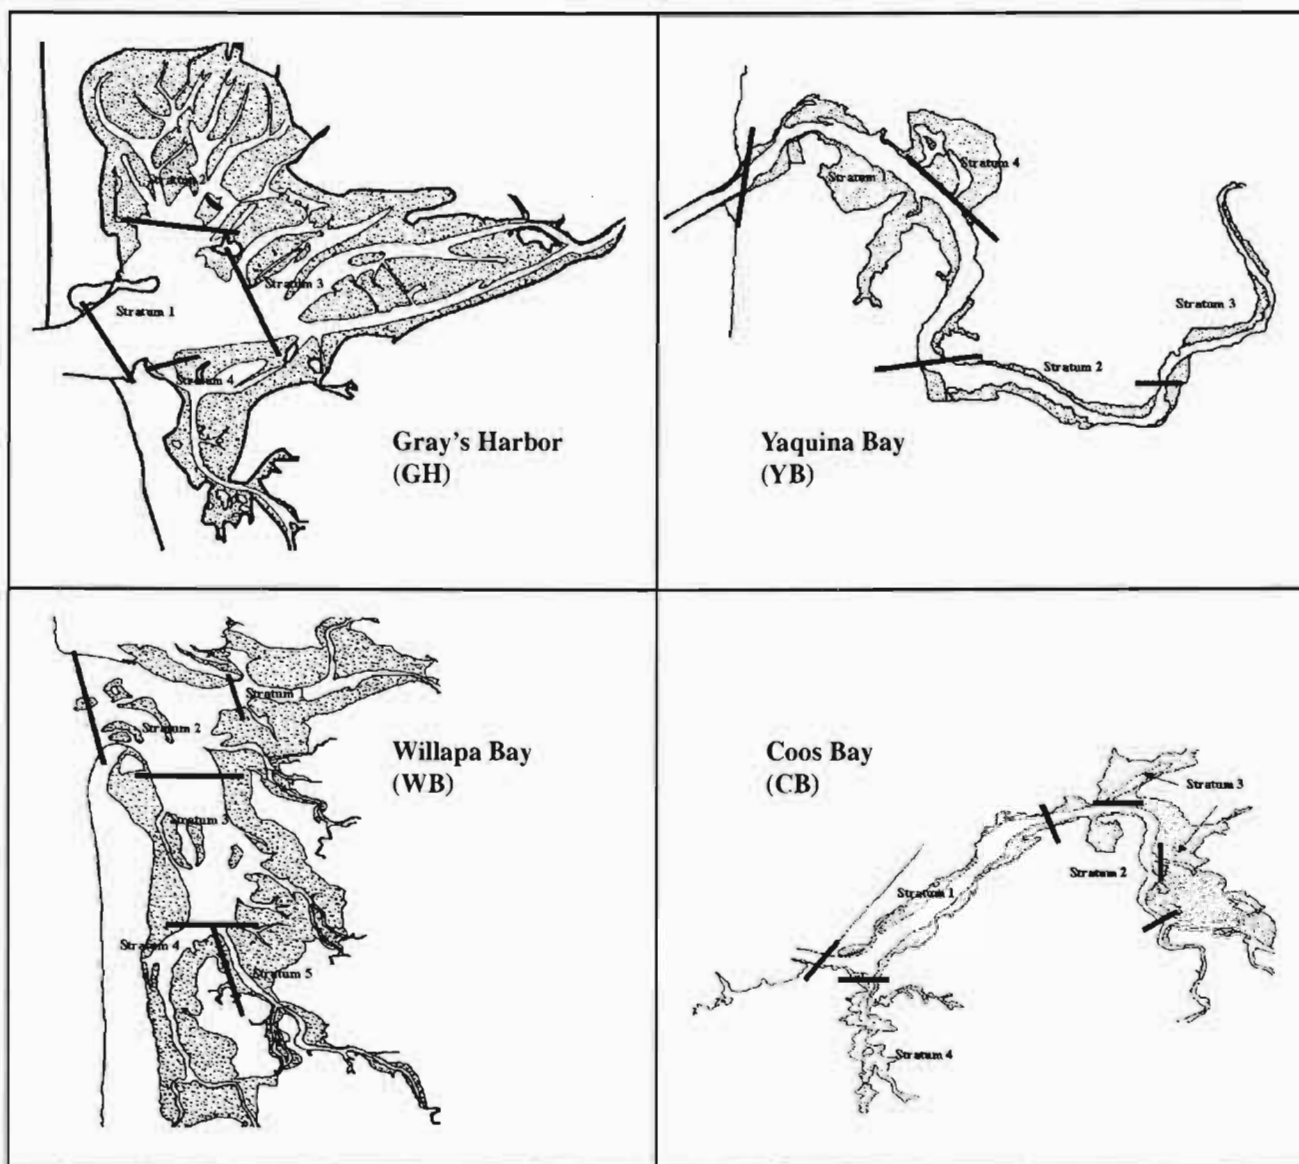 Stratum 2
Stratum 3
Stratum 1
Stratum 4
Gray's Harbor
(GH)
Stratum 4
Stratum 1
Stratum 3
Stratum 2
Yaquina Bay
(YB)
Stratum 1
Stratum 2
Stratum 3
Stratum 4
Stratum 5
Willapa Bay
(WB)
Coos Bay
(CB)
Stratum 3
Stratum 2
Stratum 1
Stratum 4